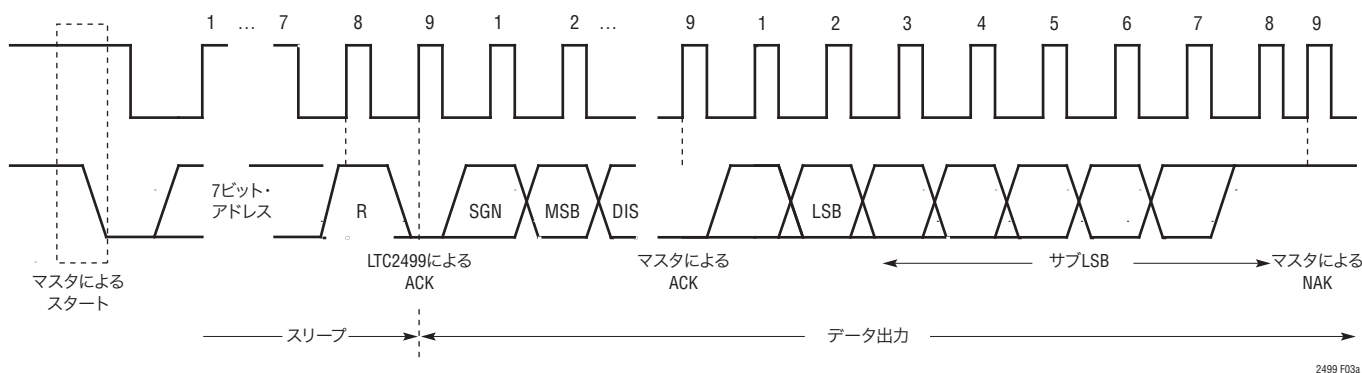 1 … 7 8 9 1 2 … 9 1 2 3 4 5 6 7 8 9
7ビット・
アドレス
R
SGN
MSB
DIS
LSB
マスタによる
スタート
LTC2499による
ACK
マスタによる
ACK
サブLSB
マスタによる
NAK
スリープ
データ出力
2499 F03a